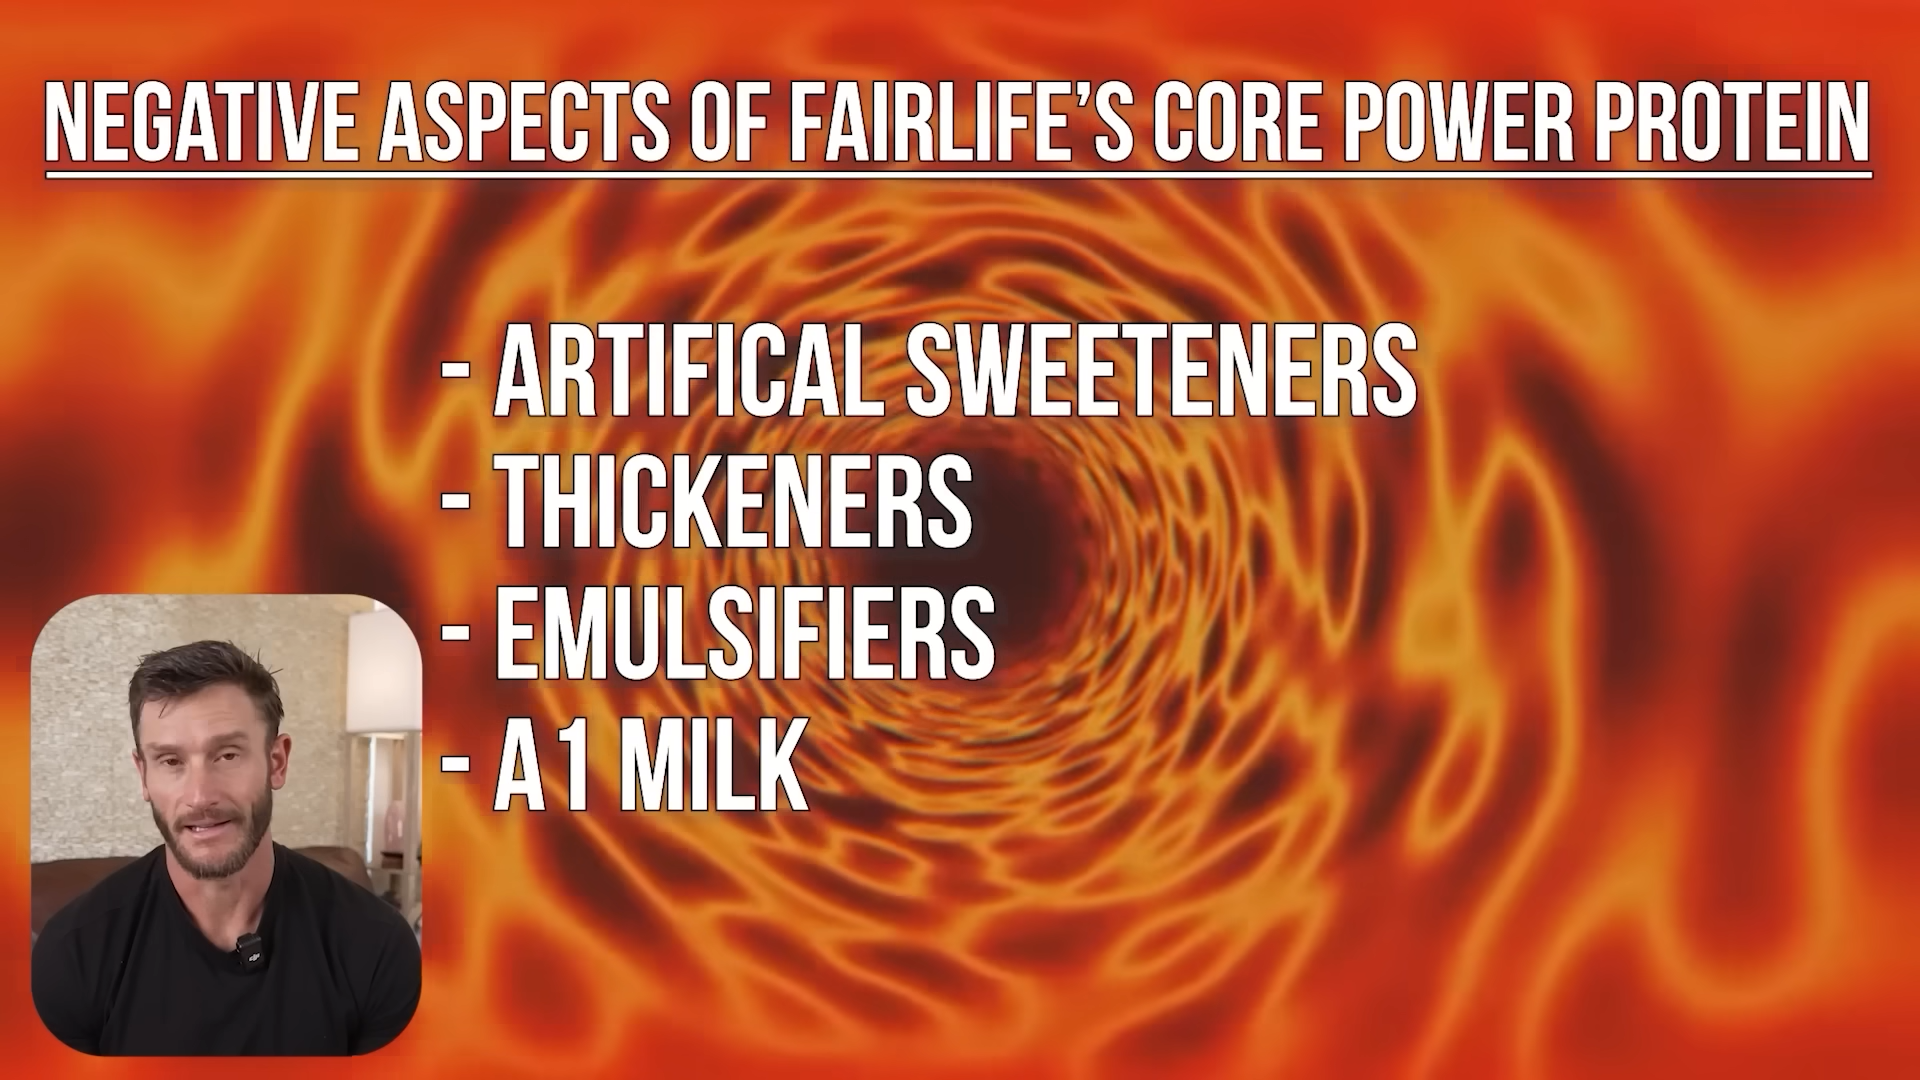 NEGATIVE ASPECTS OF FAIRLIFE'S CORE POWER PROTEIN
- ARTIFICAL SWEETENERS
- THICKENERS
- EMULSIFIERS
- A1 MILK